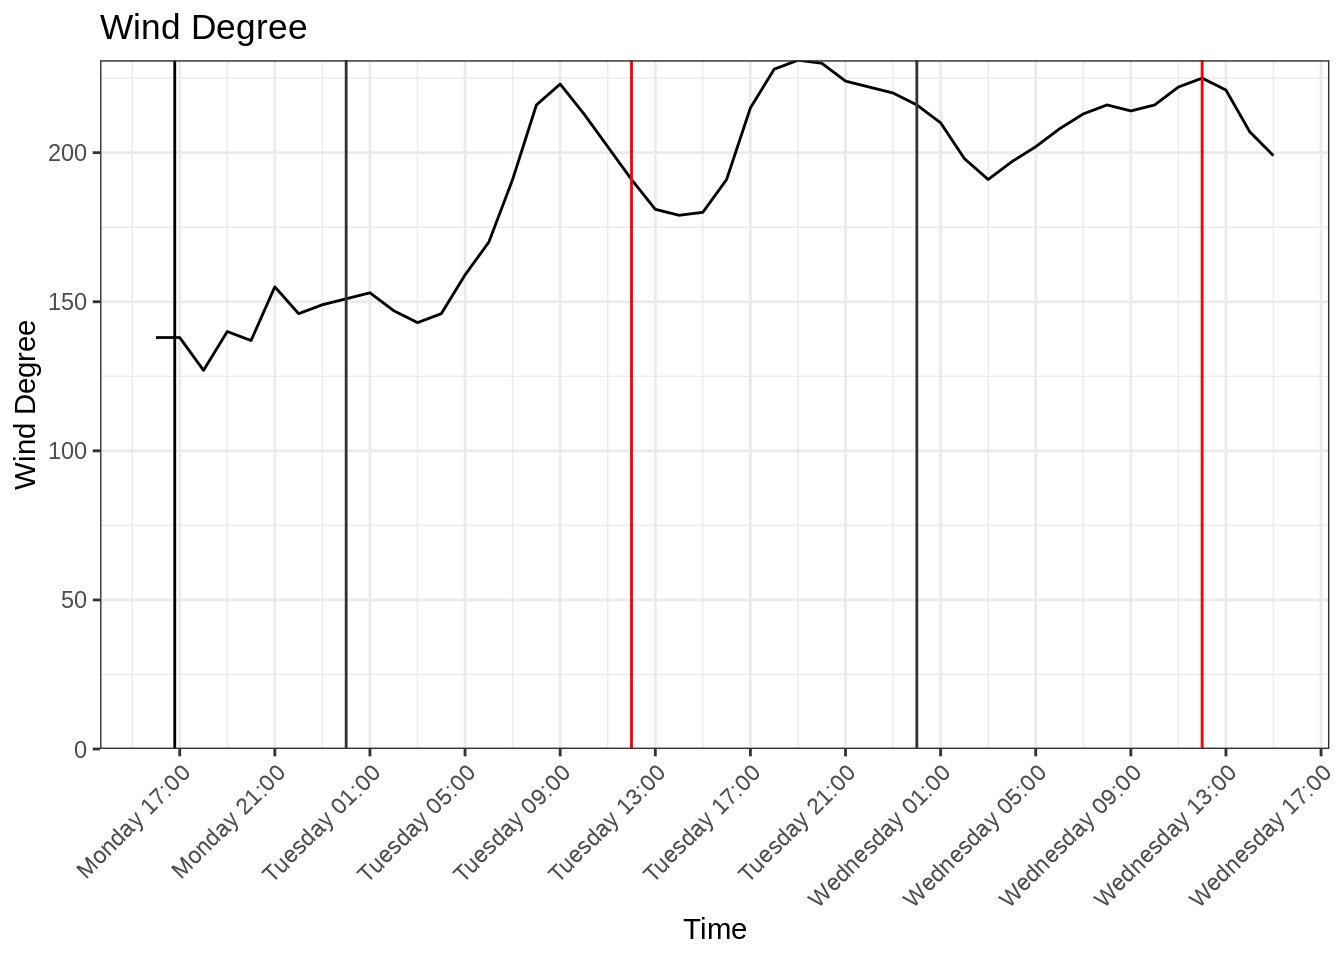 Wind Degree
Wind Degree
200
150
100
50
0
Monday 17:00
Monday 21:00
Tuesday 01:00
Tuesday 05:00
Tuesday 09:00
Tuesday 13:00
Tuesday 17:00
Tuesday 21:00
Wednesday 01:00
Wednesday 05:00
Wednesday 09:00
Wednesday 13:00
Wednesday 17:00
Time